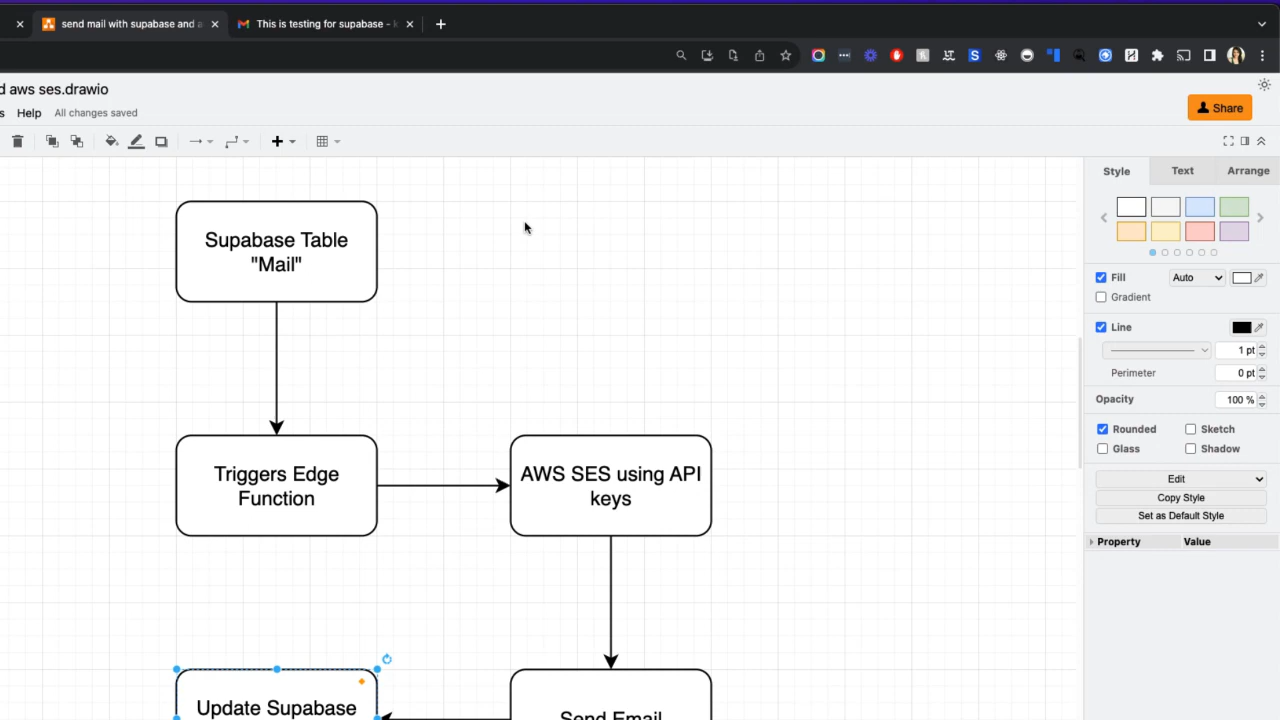 send mail with supabase and a
This is testing for supabase - k
d aws ses.drawio
s Help All changes saved
Share
Style Text Arrange
Supabase Table
"Mail"
Fill Auto
Gradient
Line
1 pt
Perimeter 0 pt
Opacity 100 %
Rounded Sketch
Glass Shadow
Triggers Edge
Function
AWS SES using API
keys
Edit
Copy Style
Set as Default Style
Property Value
Update Supabase
Send Email